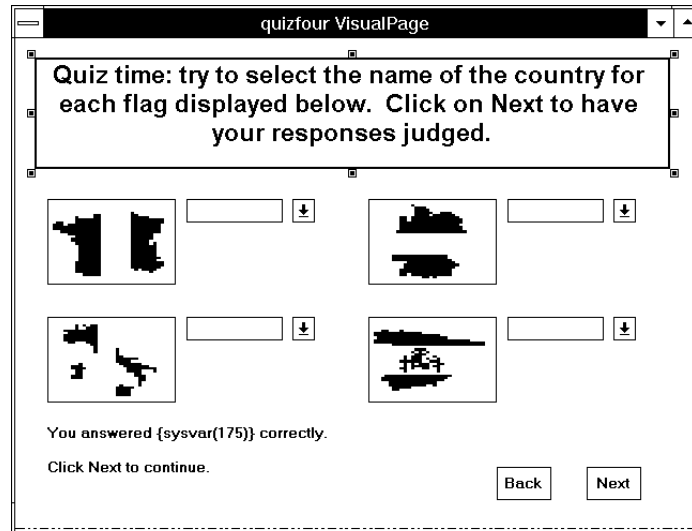 quizfour VisualPage
Quiz time: try to select the name of the country for
each flag displayed below. Click on Next to have
your responses judged.
You answered {sysvar(175)} correctly.
Click Next to continue.
Back
Next